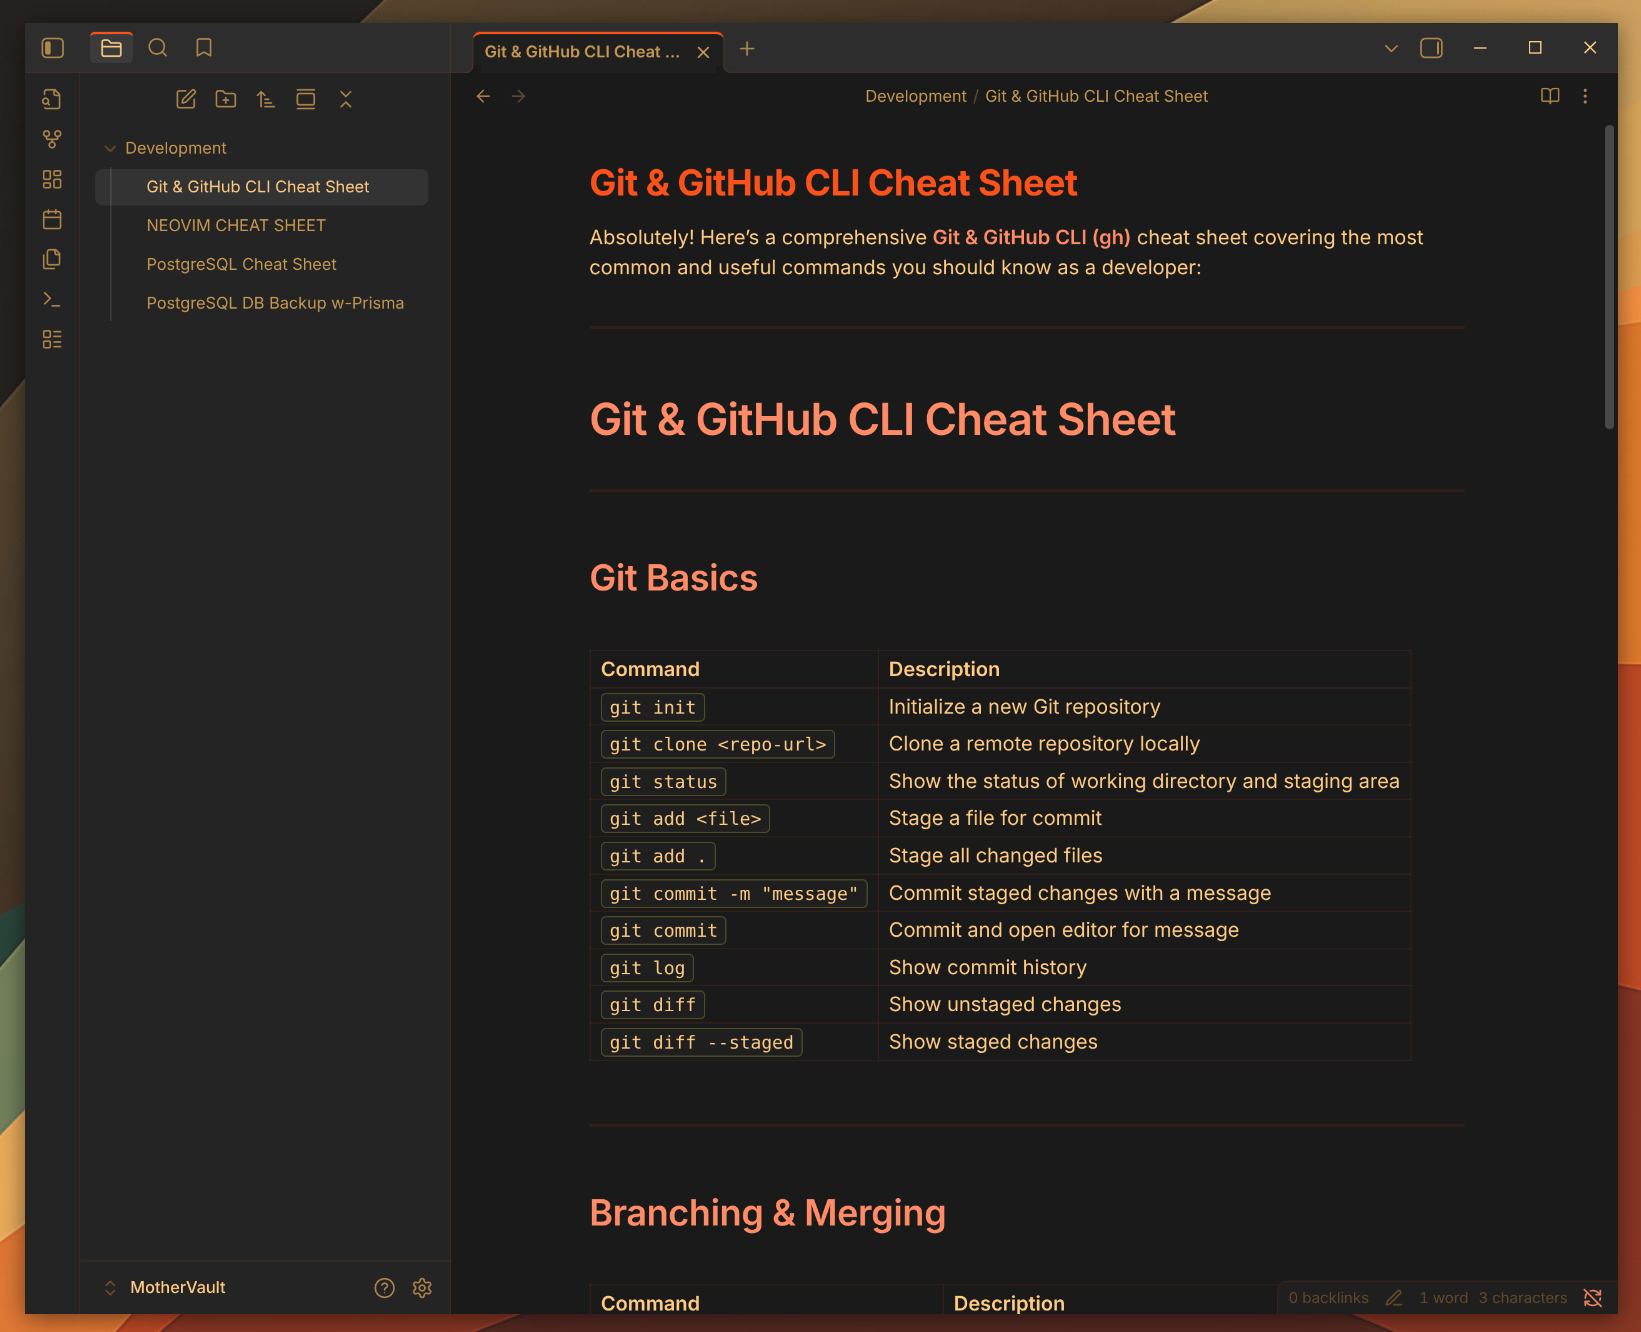 Git & GitHub CLI Cheat ...
Development / Git & GitHub CLI Cheat Sheet
Development
Git & GitHub CLI Cheat Sheet
NEOVIM CHEAT SHEET
PostgreSQL Cheat Sheet
PostgreSQL DB Backup w-Prisma
Git & GitHub CLI Cheat Sheet
Absolutely! Here’s a comprehensive Git & GitHub CLI (gh) cheat sheet covering the most
common and useful commands you should know as a developer:
Git & GitHub CLI Cheat Sheet
Git Basics
Command Description
git init Initialize a new Git repository
git clone <repo-url> Clone a remote repository locally
git status Show the status of working directory and staging area
git add <file> Stage a file for commit
git add . Stage all changed files
git commit -m "message" Commit staged changes with a message
git commit Commit and open editor for message
git log Show commit history
git diff Show unstaged changes
git diff --staged Show staged changes
Branching & Merging
Command Description
MotherVault
0 backlinks 1 word 3 characters